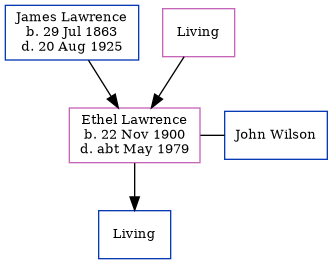 James Lawrence
b. 29 Jul 1863
d. 20 Aug 1925
Living
Ethel Lawrence
b. 22 Nov 1900
d. abt May 1979
John Wilson
Living